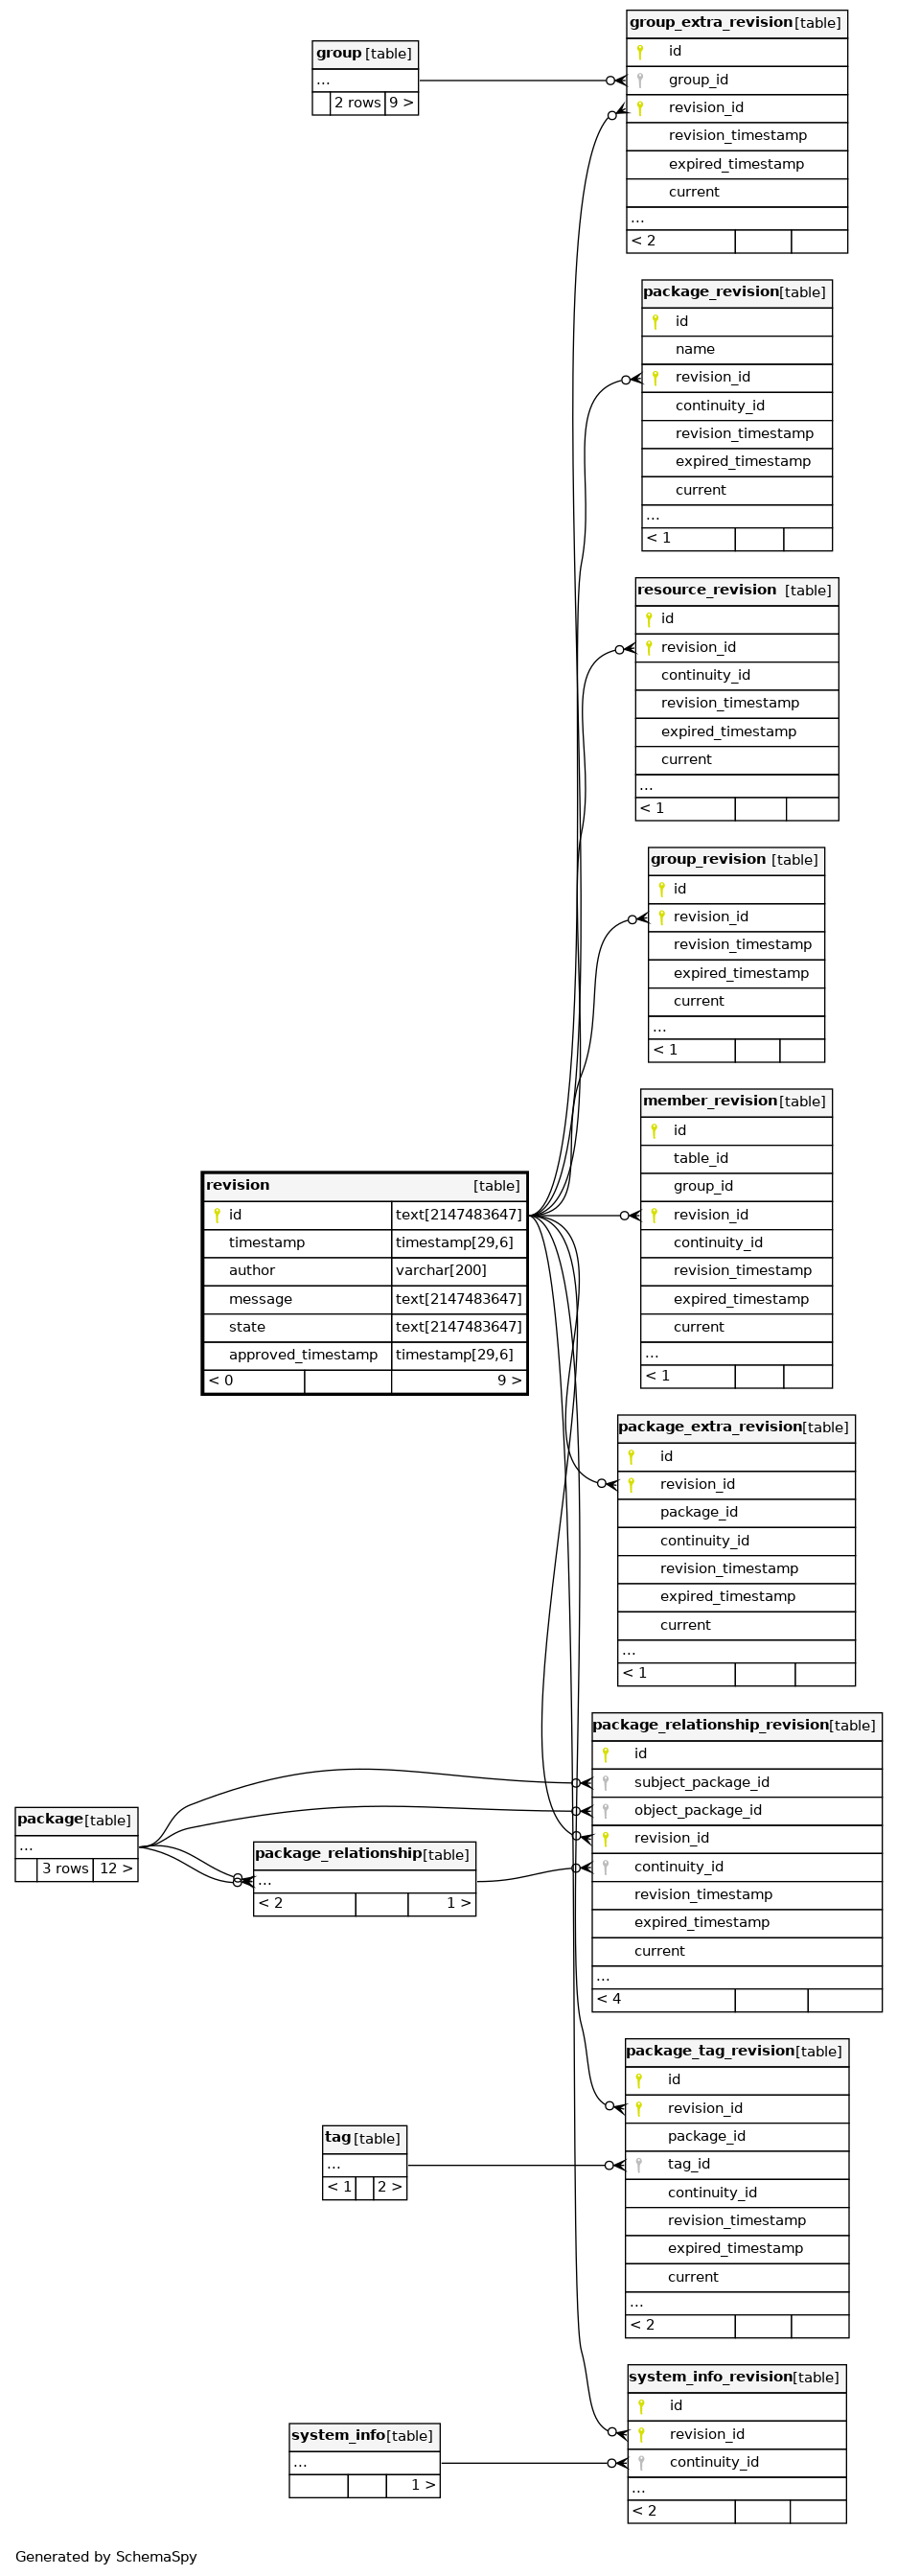 group [table]
...
2 rows 9 >
group_extra_revision [table]
id
group_id
revision_id
revision_timestamp
expired_timestamp
current
...
< 2
package_revision [table]
id
name
revision_id
continuity_id
revision_timestamp
expired_timestamp
current
...
< 1
resource_revision [table]
id
revision_id
continuity_id
revision_timestamp
expired_timestamp
current
...
< 1
group_revision [table]
id
revision_id
revision_timestamp
expired_timestamp
current
...
< 1
member_revision [table]
id
table_id
group_id
revision_id
continuity_id
revision_timestamp
expired_timestamp
current
...
< 1
revision [table]
id text[2147483647]
timestamp timestamp[29,6]
author varchar[200]
message text[2147483647]
state text[2147483647]
approved_timestamp timestamp[29,6]
< 0 9 >
package_extra_revision [table]
id
revision_id
package_id
continuity_id
revision_timestamp
expired_timestamp
current
...
< 1
package_relationship_revision [table]
id
subject_package_id
object_package_id
revision_id
continuity_id
revision_timestamp
expired_timestamp
current
...
< 4
package [table]
...
3 rows 12 >
package_relationship [table]
...
< 2 1 >
package_tag_revision [table]
id
revision_id
package_id
tag_id
continuity_id
revision_timestamp
expired_timestamp
current
...
< 2
tag [table]
...
< 1 2 >
system_info_revision [table]
id
revision_id
continuity_id
...
< 2
system_info [table]
...
1 >
Generated by SchemaSpy